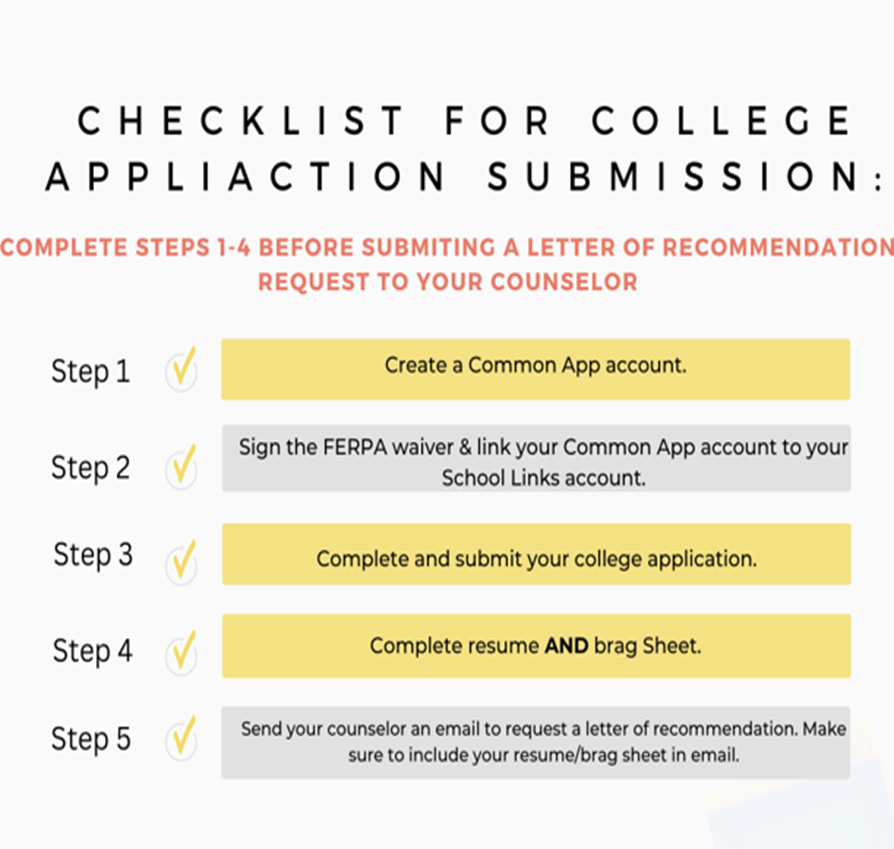 CHECKLIST FOR COLLEGE
APPLIACTION SUBMISSION:
COMPLETE STEPS 1-4 BEFORE SUBMITING A LETTER OF RECOMMENDATION
REQUEST TO YOUR COUNSELOR
Step 1
Create a Common App account.
Step 2
Sign the FERPA waiver & link your Common App account to your
School Links account.
Step 3
Complete and submit your college application.
Step 4
Complete resume AND brag Sheet.
Step 5
Send your counselor an email to request a letter of recommendation. Make
sure to include your resume/brag sheet in email.